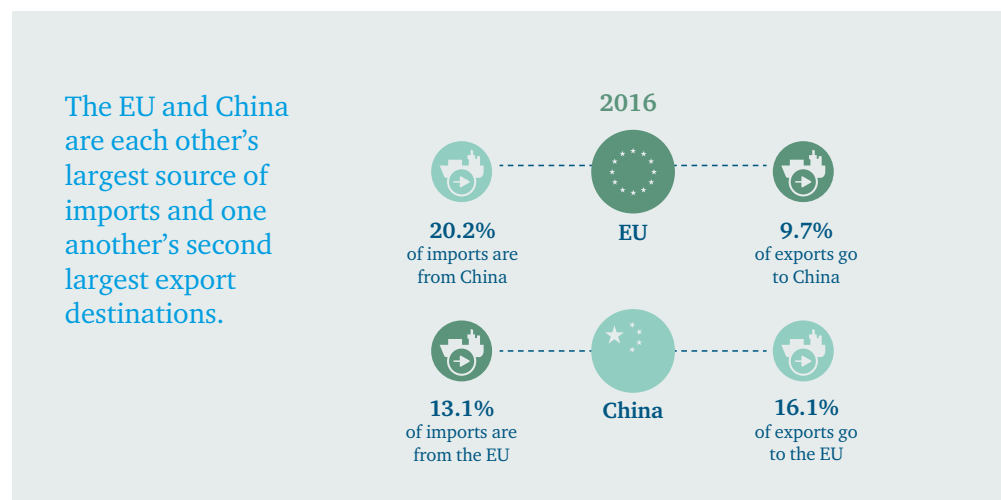 The EU and China
are each other’s
largest source of
imports and one
another’s second
largest export
destinations.
2016
EU
20.2%
of imports are
from China
9.7%
of exports go
to China
China
13.1%
of imports are
from the EU
16.1%
of exports go
to the EU